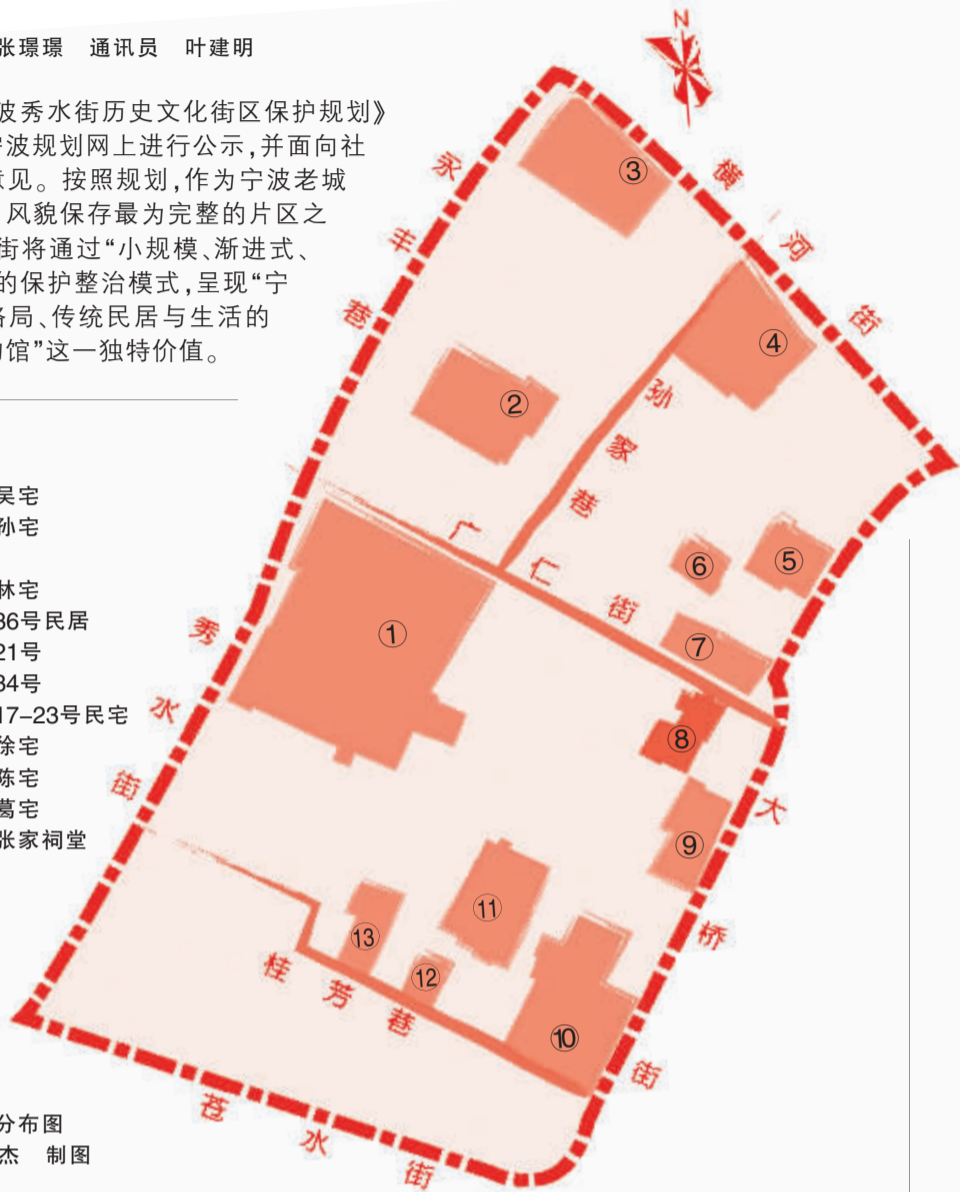 张璟璟 通讯员 叶建明
波秀水街历史文化街区保护规划》
宁波规划网上进行公示,并面向社
意见。按照规划,作为宁波老城
风貌保存最为完整的片区之
街将通过“小规模、渐进式、
的保护整治模式,呈现“宁
格局、传统民居与生活的
物馆”这一独特价值。
吴宅
孙宅
林宅
36号民居
21号
34号
17-23号民宅
徐宅
陈宅
葛宅
张家祠堂
分布图
杰 制图
N
永丰巷
横河街
孙家巷
广仁街
秀水街
大桥街
桂芳巷
苍水街
①
②
③
④
⑤
⑥
⑦
⑧
⑨
⑩
⑪
⑫
⑬